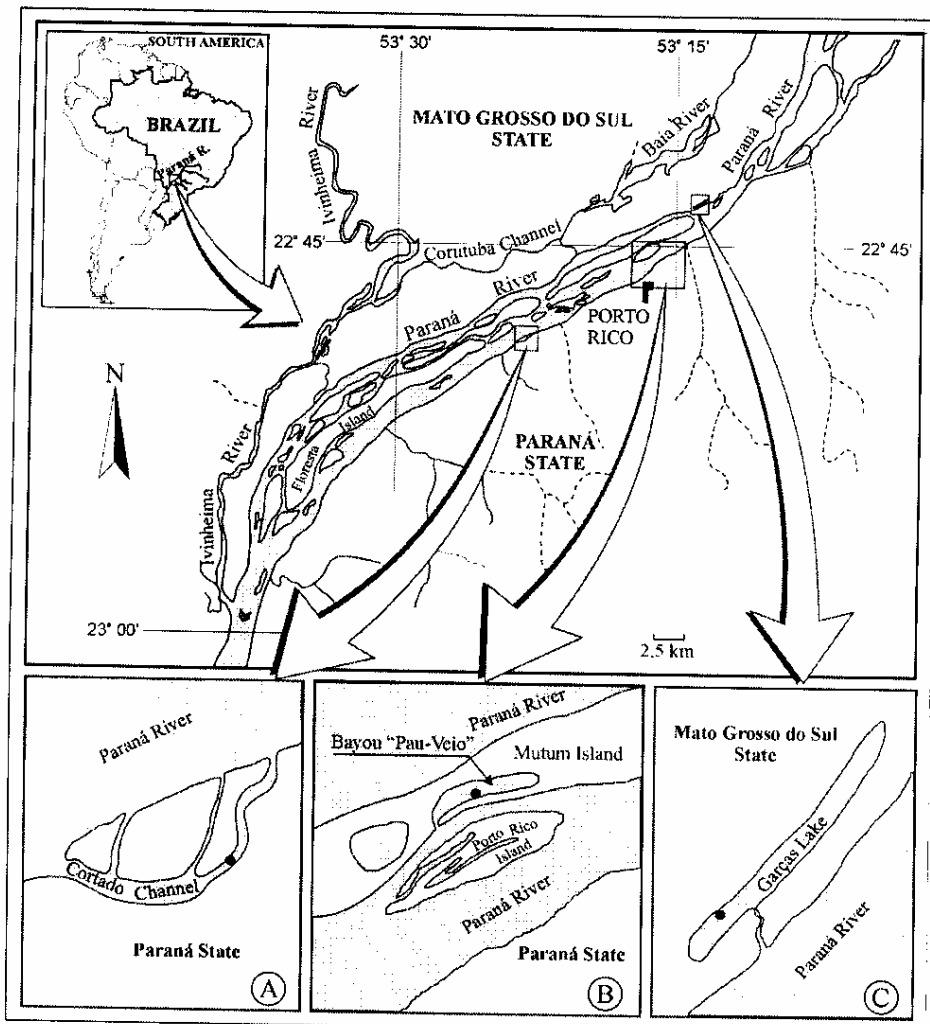 SOUTH AMERICA
BRAZIL
Paraná R.
53° 30'
53° 15'
MATO GROSSO DO SUL
STATE
Ivinheima River
Baia River
Paraná River
22° 45'
Corutuba Channel
22° 45'
Paraná River
PORTO
RICO
N
Floresta Island
PARANÁ
STATE
Ivinheima River
23° 00'
2.5 km
Paraná River
Cortado Channel
Paraná State
A
Paraná River
Bayou "Pau-Veio"
Mutum Island
Porto Rico
Island
Paraná River
Paraná State
B
Mato Grosso do Sul
State
Garças Lake
Paraná River
C